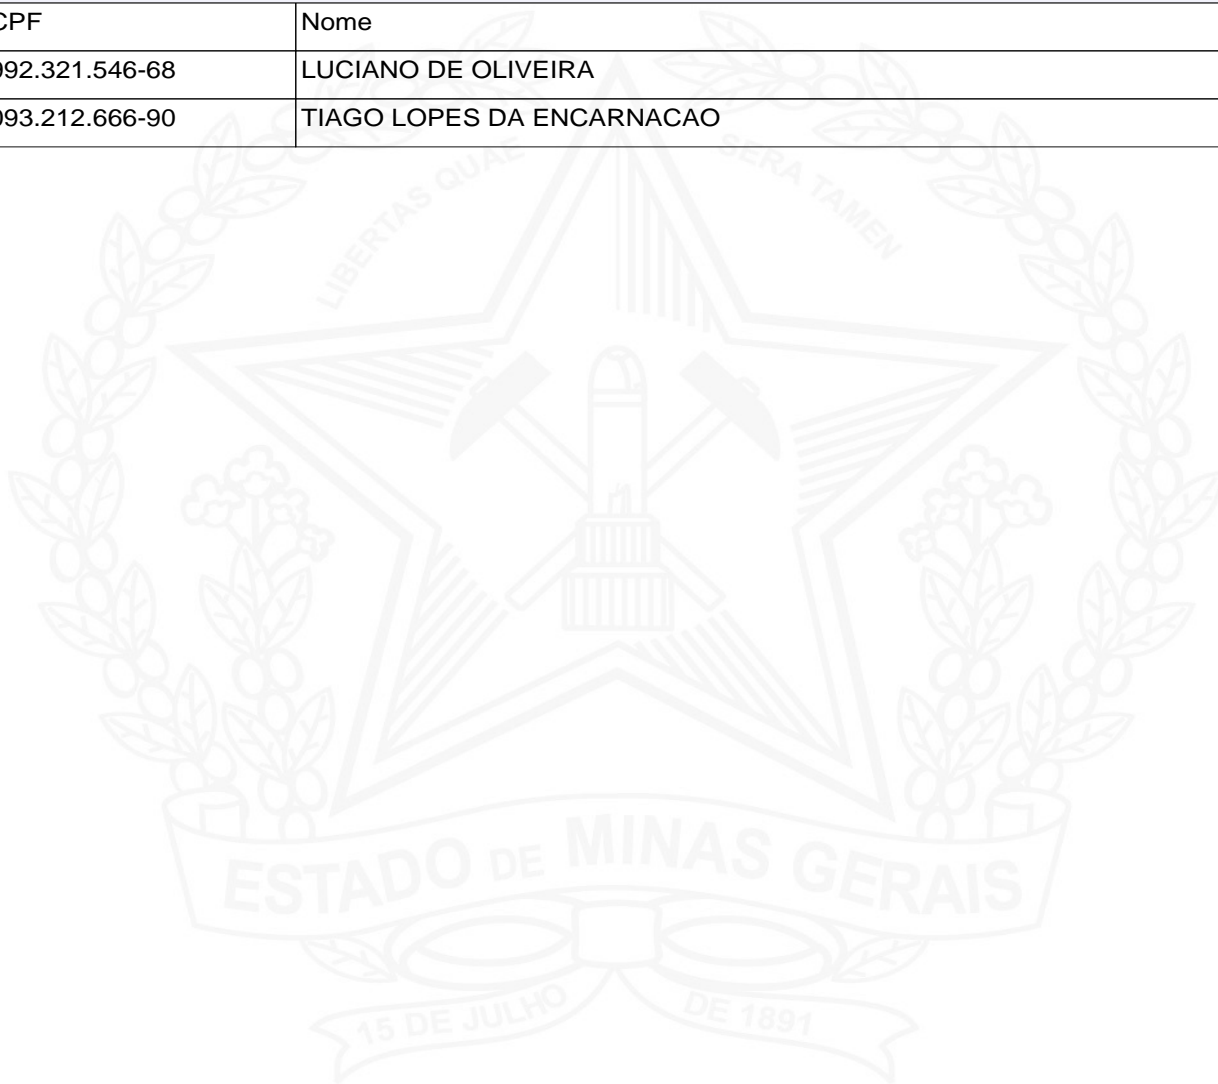 CPF Nome
092.321.546-68 LUCIANO DE OLIVEIRA
093.212.666-90 TIAGO LOPES DA ENCARNACAO
LIBERTAS QUAE SERA TAMEN
ESTADO DE MINAS GERAIS
15 DE JULHO DE 1891